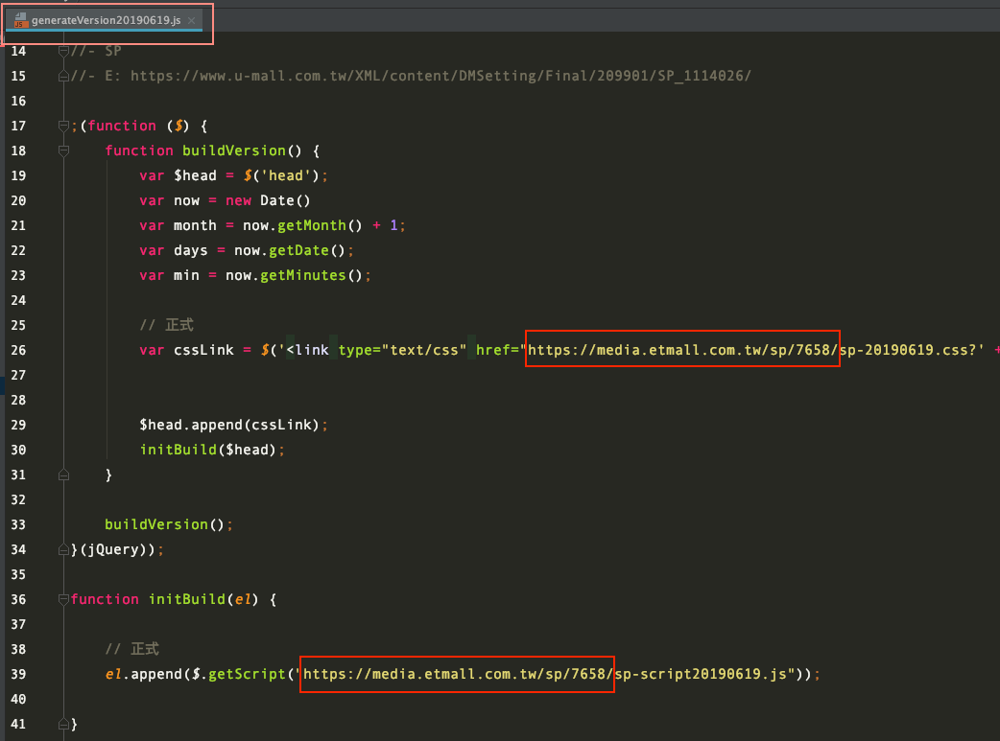 JS generateVersion20190619.js ×
14 //- SP
15 //- E: https://www.u-mall.com.tw/XML/content/DMSetting/Final/209901/SP_1114026/
16
17 ;(function ($) {
18 function buildVersion() {
19 var $head = $('head');
20 var now = new Date()
21 var month = now.getMonth() + 1;
22 var days = now.getDate();
23 var min = now.getMinutes();
24
25 // 正式
26 var cssLink = $('<link type="text/css" href="https://media.etmall.com.tw/sp/7658/sp-20190619.css?' +
27
28
29 $head.append(cssLink);
30 initBuild($head);
31 }
32
33 buildVersion();
34 }(jQuery));
35
36 function initBuild(el) {
37
38 // 正式
39 el.append($.getScript("https://media.etmall.com.tw/sp/7658/sp-script20190619.js"));
40
41 }